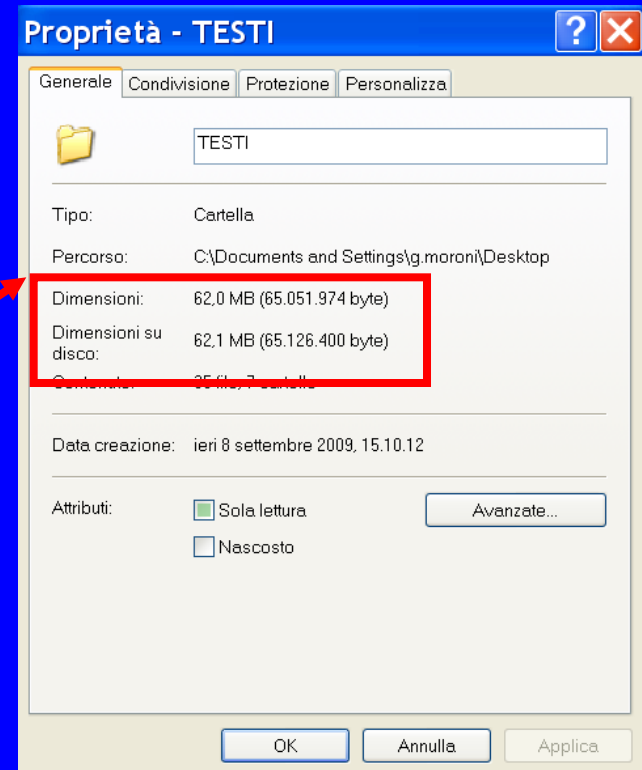 Proprietà - TESTI
Generale Condivisione Protezione Personalizza
TESTI
Tipo: Cartella
Percorso: C:\Documents and Settings\g.moroni\Desktop
Dimensioni: 62,0 MB (65.051.974 byte)
Dimensioni su disco: 62,1 MB (65.126.400 byte)
Data creazione: ieri 8 settembre 2009, 15.10.12
Attributi: Sola lettura Avanzate...
Nascosto
OK Annulla Applica